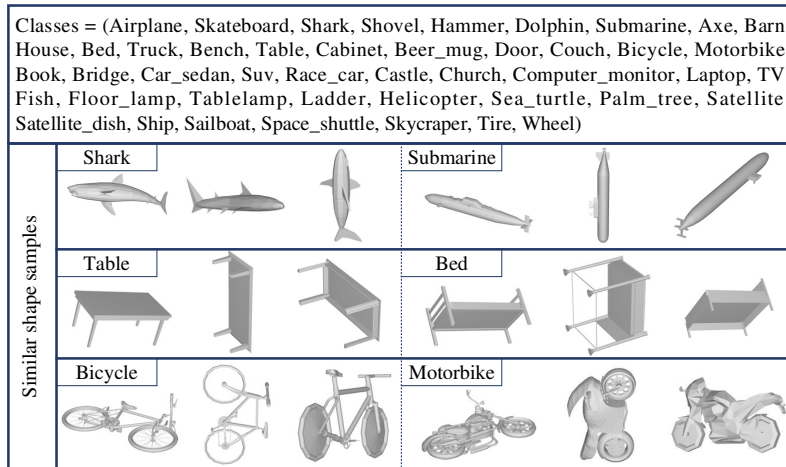 Classes = (Airplane, Skateboard, Shark, Shovel, Hammer, Dolphin, Submarine, Axe, Barn
House, Bed, Truck, Bench, Table, Cabinet, Beer_mug, Door, Couch, Bicycle, Motorbike
Book, Bridge, Car_sedan, Suv, Race_car, Castle, Church, Computer_monitor, Laptop, TV
Fish, Floor_lamp, Tablelamp, Ladder, Helicopter, Sea_turtle, Palm_tree, Satellite
Satellite_dish, Ship, Sailboat, Space_shuttle, Skycraper, Tire, Wheel)
Similar shape samples
Shark
Submarine
Table
Bed
Bicycle
Motorbike